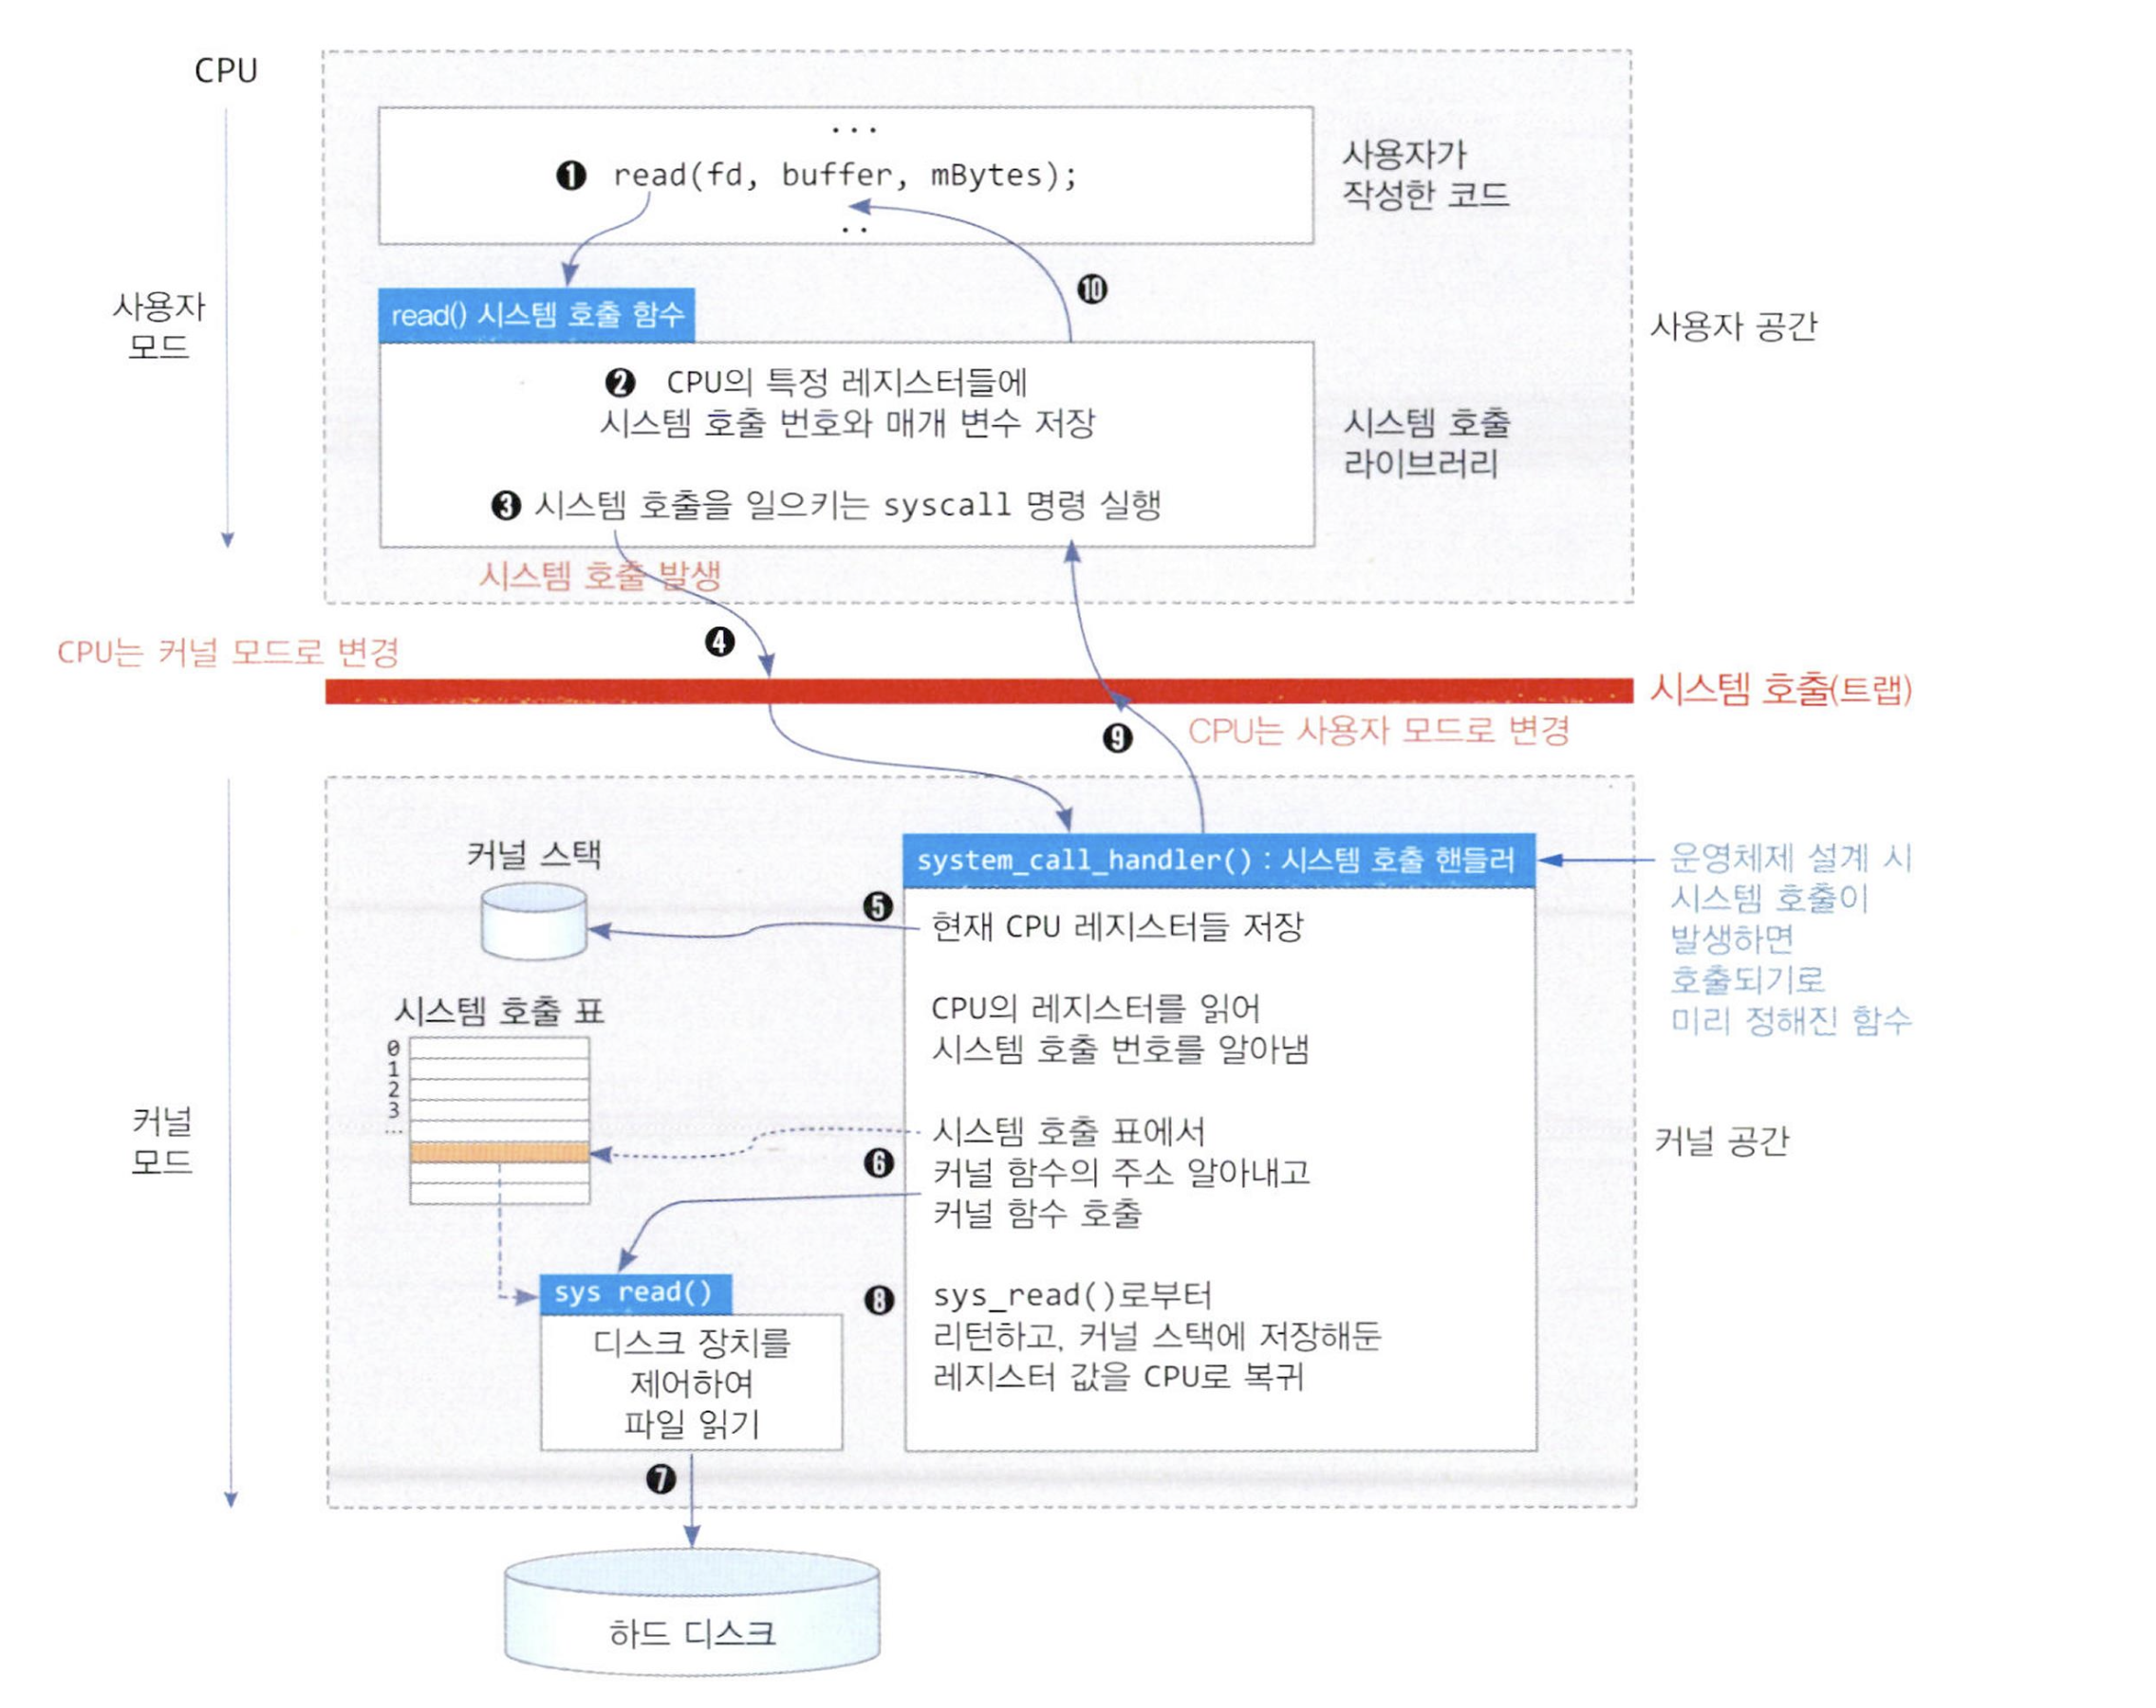 CPU
...
❶ read(fd, buffer, mBytes);
..
사용자가
작성한 코드
❿
사용자
모드
read() 시스템 호출 함수
사용자 공간
❷ CPU의 특정 레지스터들에
시스템 호출 번호와 매개 변수 저장
시스템 호출
라이브러리
❸ 시스템 호출을 일으키는 syscall 명령 실행
시스템 호출 발생
❹
CPU는 커널 모드로 변경
시스템 호출(트랩)
❾
CPU는 사용자 모드로 변경
커널 스택
system_call_handler() : 시스템 호출 핸들러
운영체제 설계 시
시스템 호출이
발생하면
호출되기로
미리 정해진 함수
❺
현재 CPU 레지스터들 저장
시스템 호출 표
0
1
2
3
...
CPU의 레지스터를 읽어
시스템 호출 번호를 알아냄
커널
모드
❻
시스템 호출 표에서
커널 함수의 주소 알아내고
커널 함수 호출
커널 공간
sys read()
디스크 장치를
제어하여
파일 읽기
❽
sys_read()로부터
리턴하고, 커널 스택에 저장해둔
레지스터 값을 CPU로 복귀
❼
하드 디스크